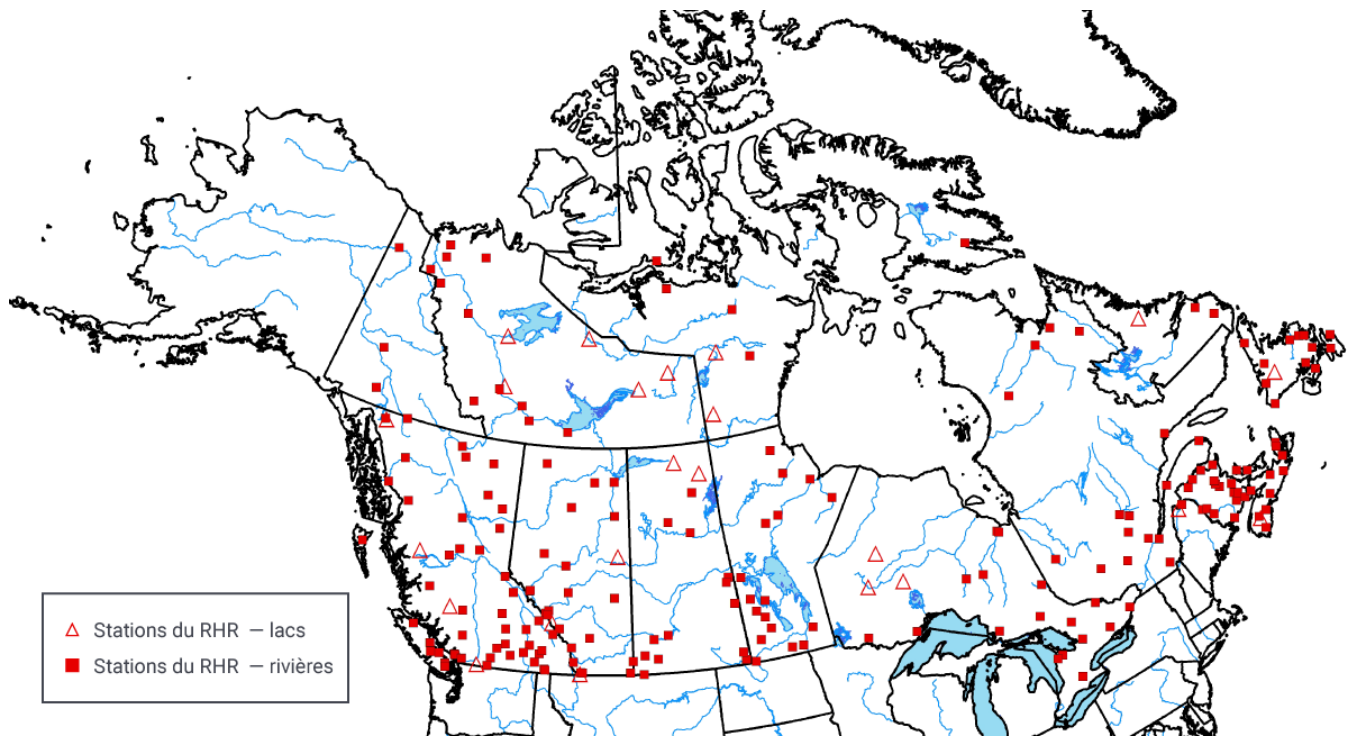 Stations du RHR – lacs
Stations du RHR – rivières